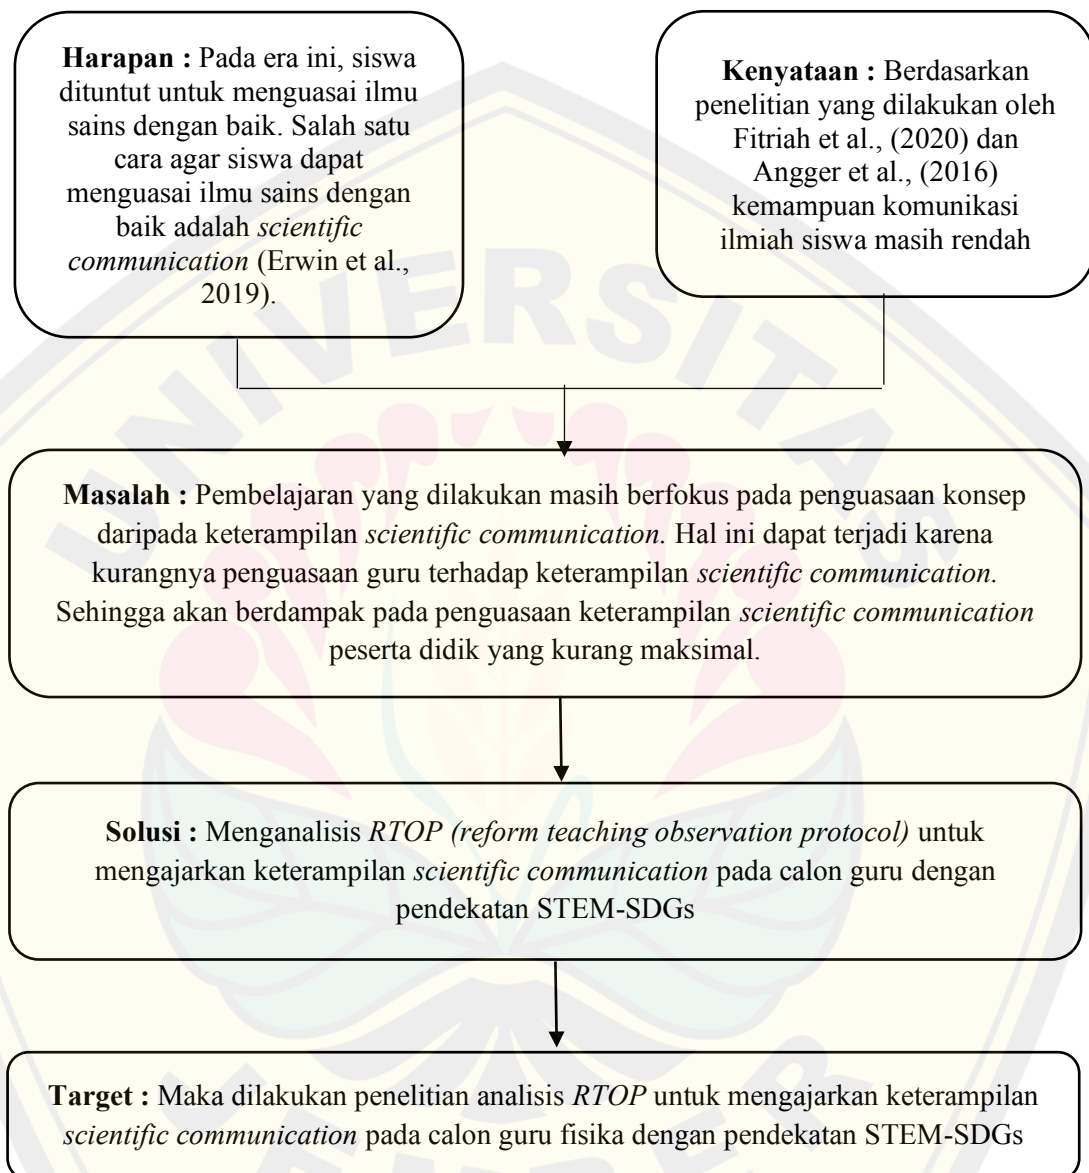 Harapan : Pada era ini, siswa
dituntut untuk menguasai ilmu
sains dengan baik. Salah satu
cara agar siswa dapat
menguasai ilmu sains dengan
baik adalah scientific
communication (Erwin et al.,
2019).
Kenyataan : Berdasarkan
penelitian yang dilakukan oleh
Fitriah et al., (2020) dan
Angger et al., (2016)
kemampuan komunikasi
ilmiah siswa masih rendah
UNIVERSITAS
Masalah : Pembelajaran yang dilakukan masih berfokus pada penguasaan konsep
daripada keterampilan scientific communication. Hal ini dapat terjadi karena
kurangnya penguasaan guru terhadap keterampilan scientific communication.
Sehingga akan berdampak pada penguasaan keterampilan scientific communication
peserta didik yang kurang maksimal.
Solusi : Menganalisis RTOP (reform teaching observation protocol) untuk
mengajarkan keterampilan scientific communication pada calon guru dengan
pendekatan STEM-SDGs
Target : Maka dilakukan penelitian analisis RTOP untuk mengajarkan keterampilan
scientific communication pada calon guru fisika dengan pendekatan STEM-SDGs